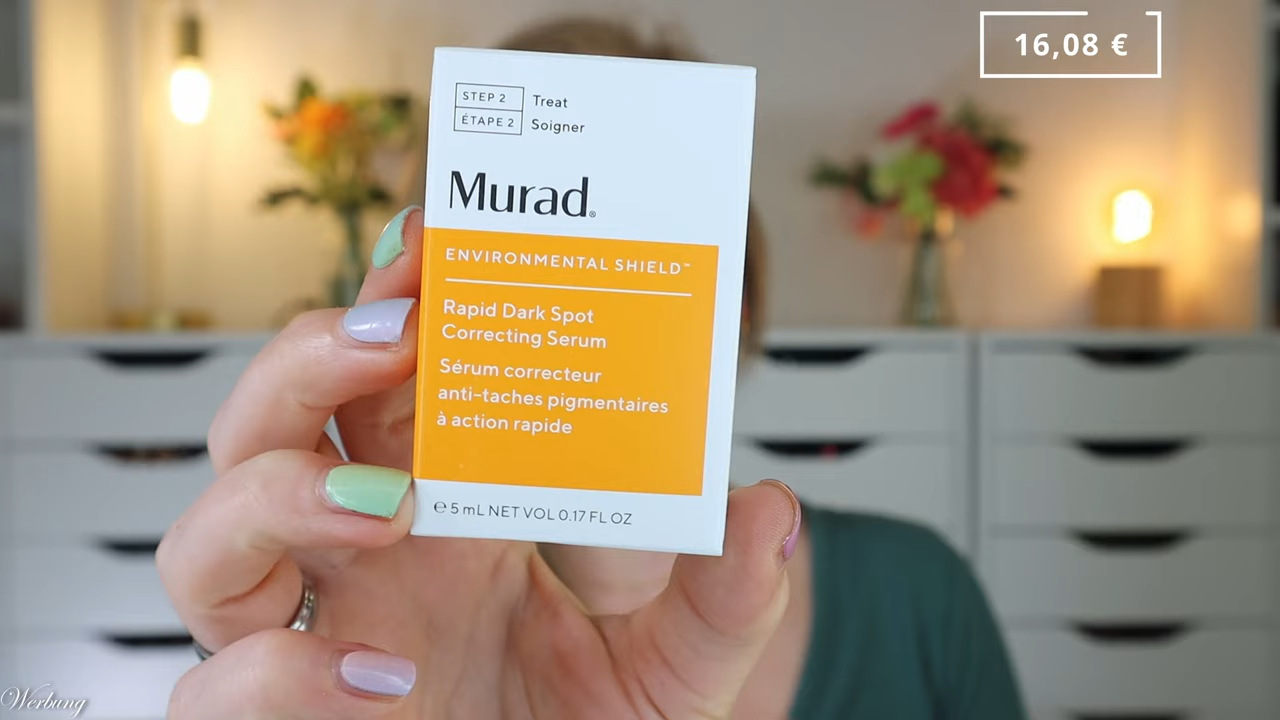 16,08 €
STEP 2 Treat
ÉTAPE 2 Soigner
Murad®
ENVIRONMENTAL SHIELD™
Rapid Dark Spot
Correcting Serum
Sérum correcteur
anti-taches pigmentaires
à action rapide
℮ 5 mL NET VOL 0.17 FL OZ
Werbung